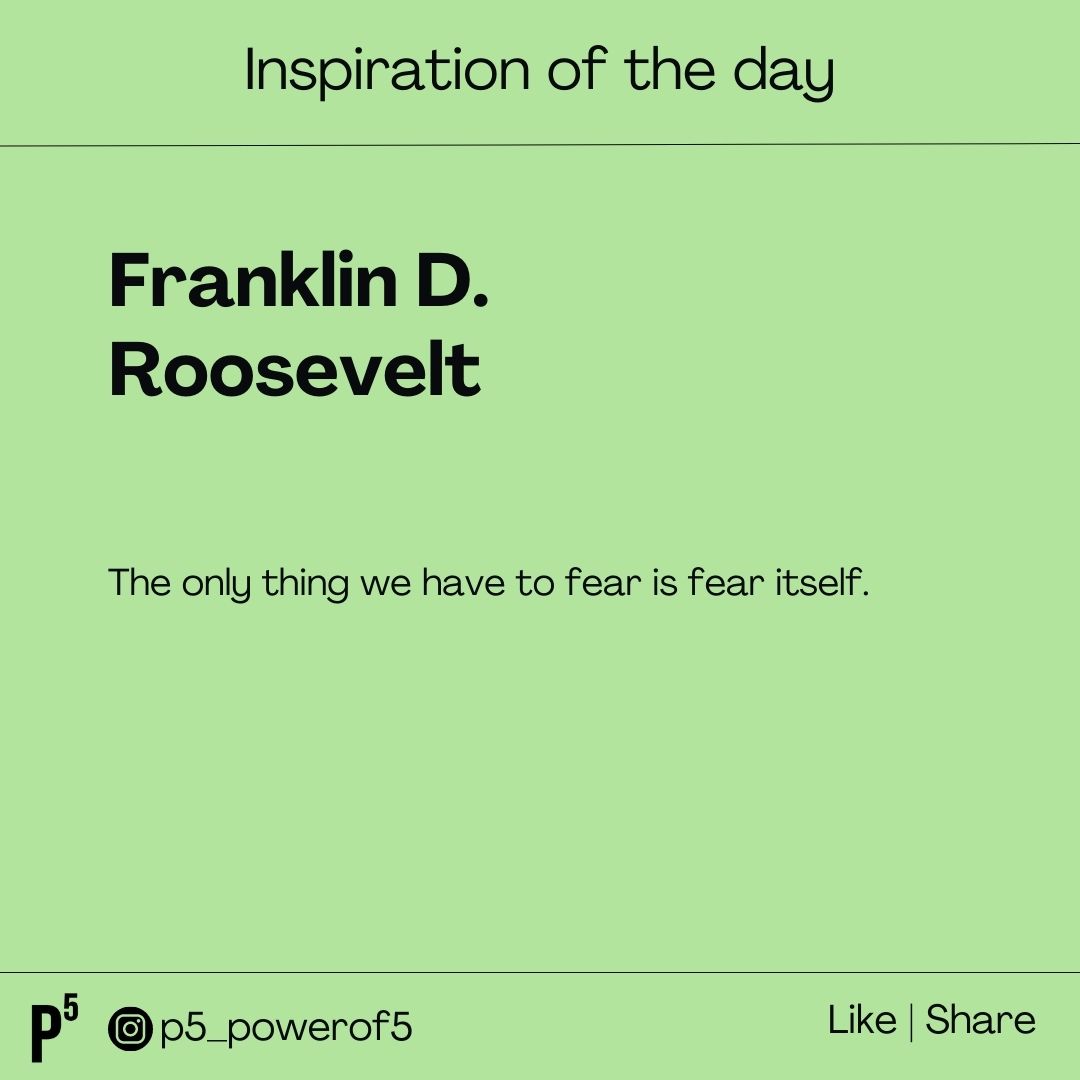 Inspiration of the day
Franklin D.
Roosevelt
The only thing we have to fear is fear itself.
P5 p5_powerof5
Like | Share